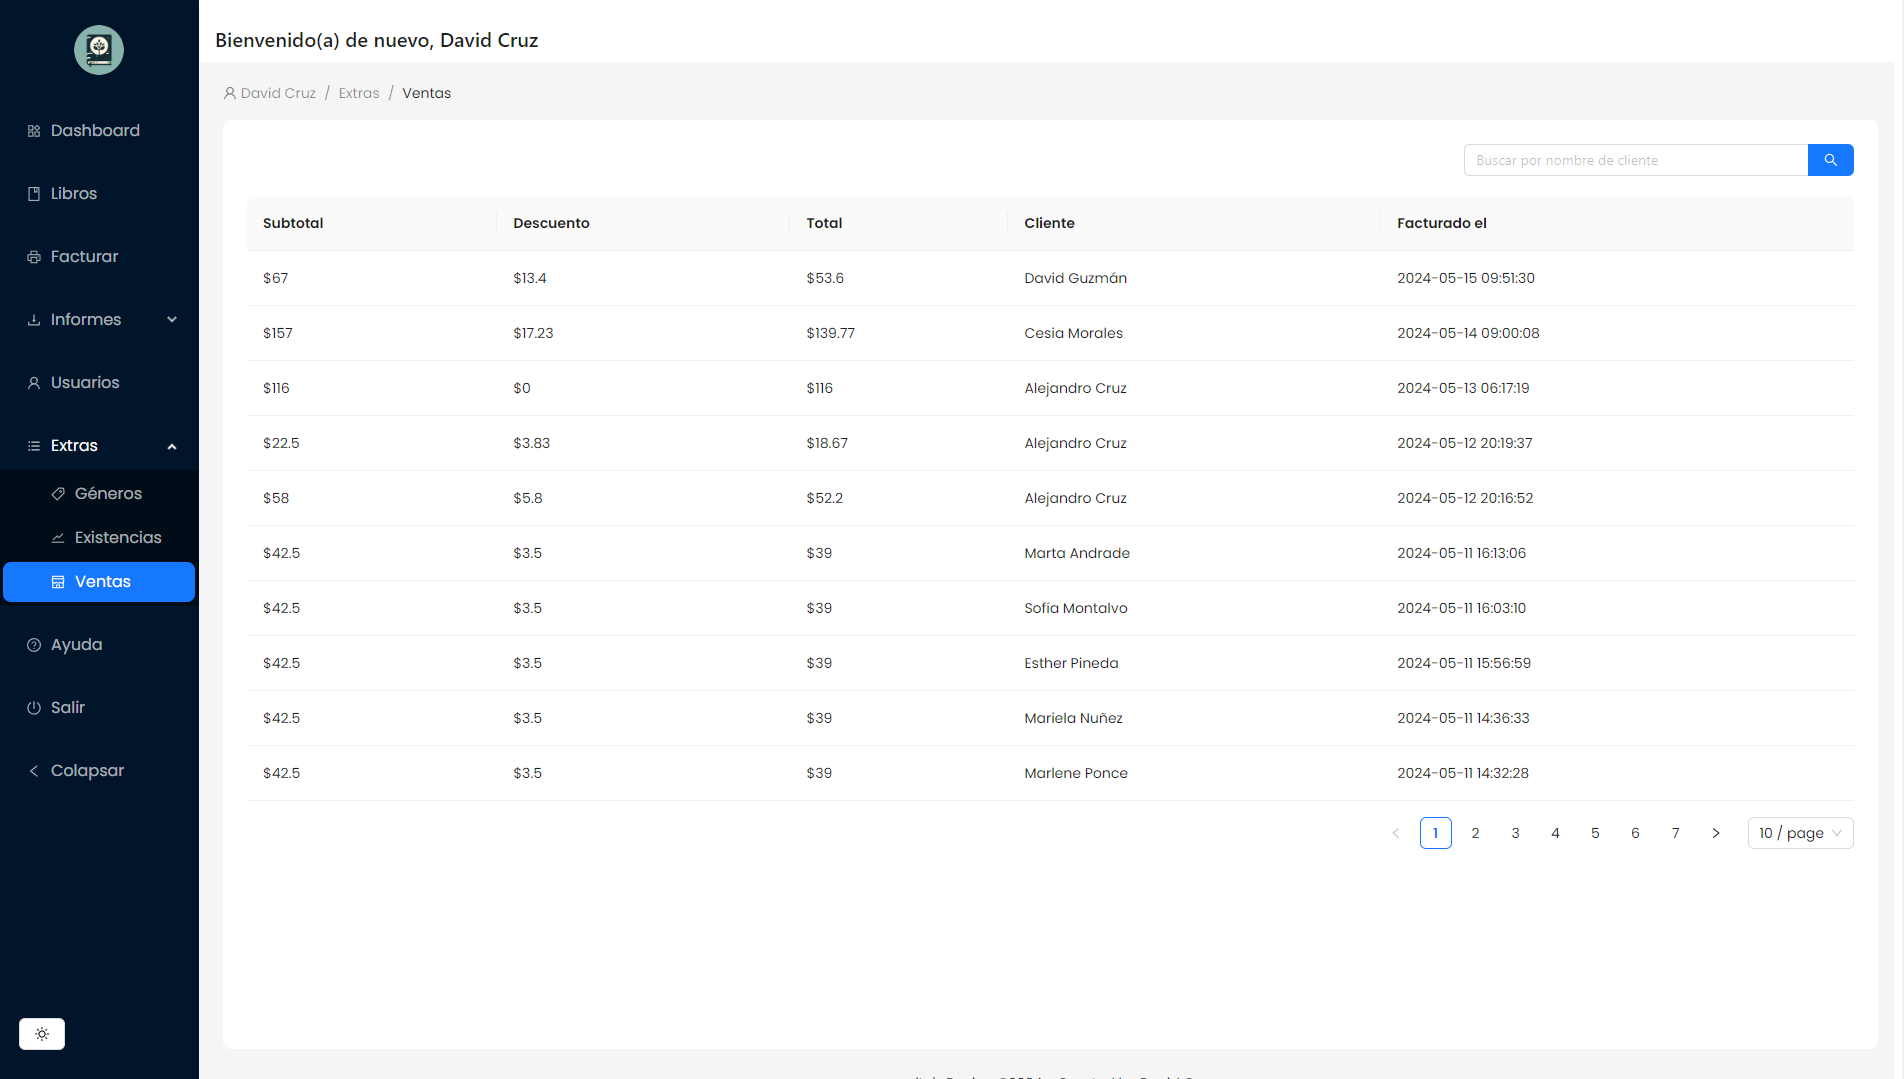 Bienvenido(a) de nuevo, David Cruz
David Cruz / Extras / Ventas
Dashboard
Libros
Facturar
Informes
Usuarios
Extras
Géneros
Existencias
Ventas
Ayuda
Salir
Colapsar
Buscar por nombre de cliente
Subtotal Descuento Total Cliente Facturado el
$67 $13.4 $53.6 David Guzmán 2024-05-15 09:51:30
$157 $17.23 $139.77 Cesia Morales 2024-05-14 09:00:08
$116 $0 $116 Alejandro Cruz 2024-05-13 06:17:19
$22.5 $3.83 $18.67 Alejandro Cruz 2024-05-12 20:19:37
$58 $5.8 $52.2 Alejandro Cruz 2024-05-12 20:16:52
$42.5 $3.5 $39 Marta Andrade 2024-05-11 16:13:06
$42.5 $3.5 $39 Sofía Montalvo 2024-05-11 16:03:10
$42.5 $3.5 $39 Esther Pineda 2024-05-11 15:56:59
$42.5 $3.5 $39 Mariela Nuñez 2024-05-11 14:36:33
$42.5 $3.5 $39 Marlene Ponce 2024-05-11 14:32:28
< 1 2 3 4 5 6 7 > 10 / page